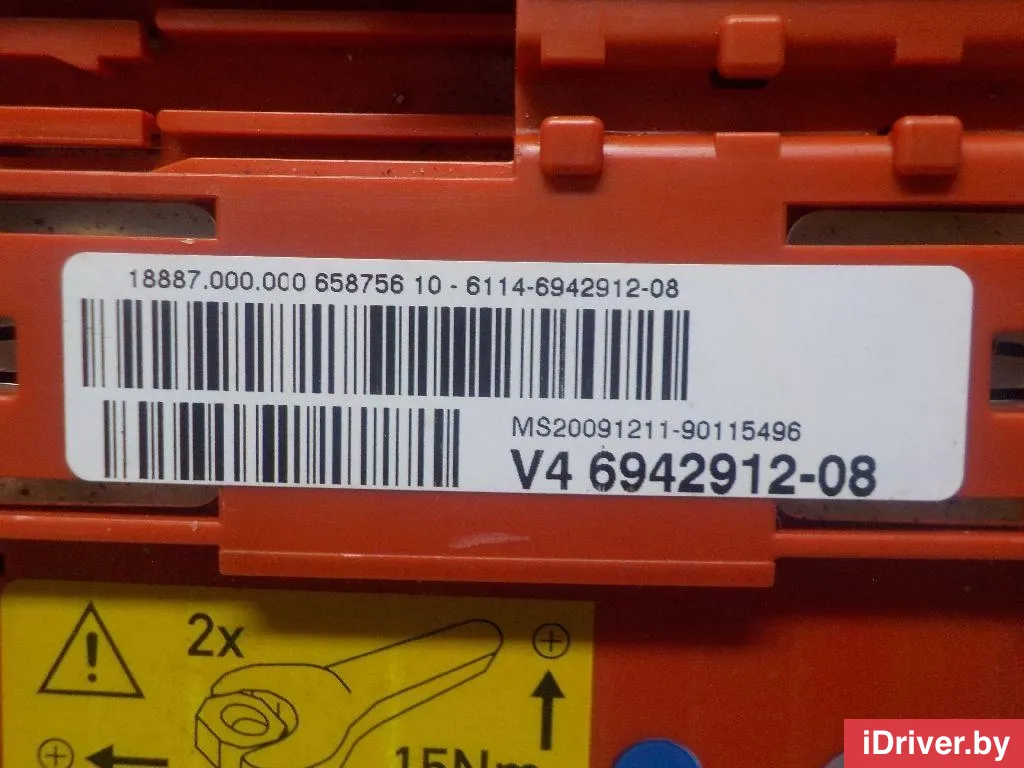 18887.000.000 658756 10 - 6114-6942912-08
MS20091211-90115496
V4 6942912-08
2x
15Nm
iDriver.by